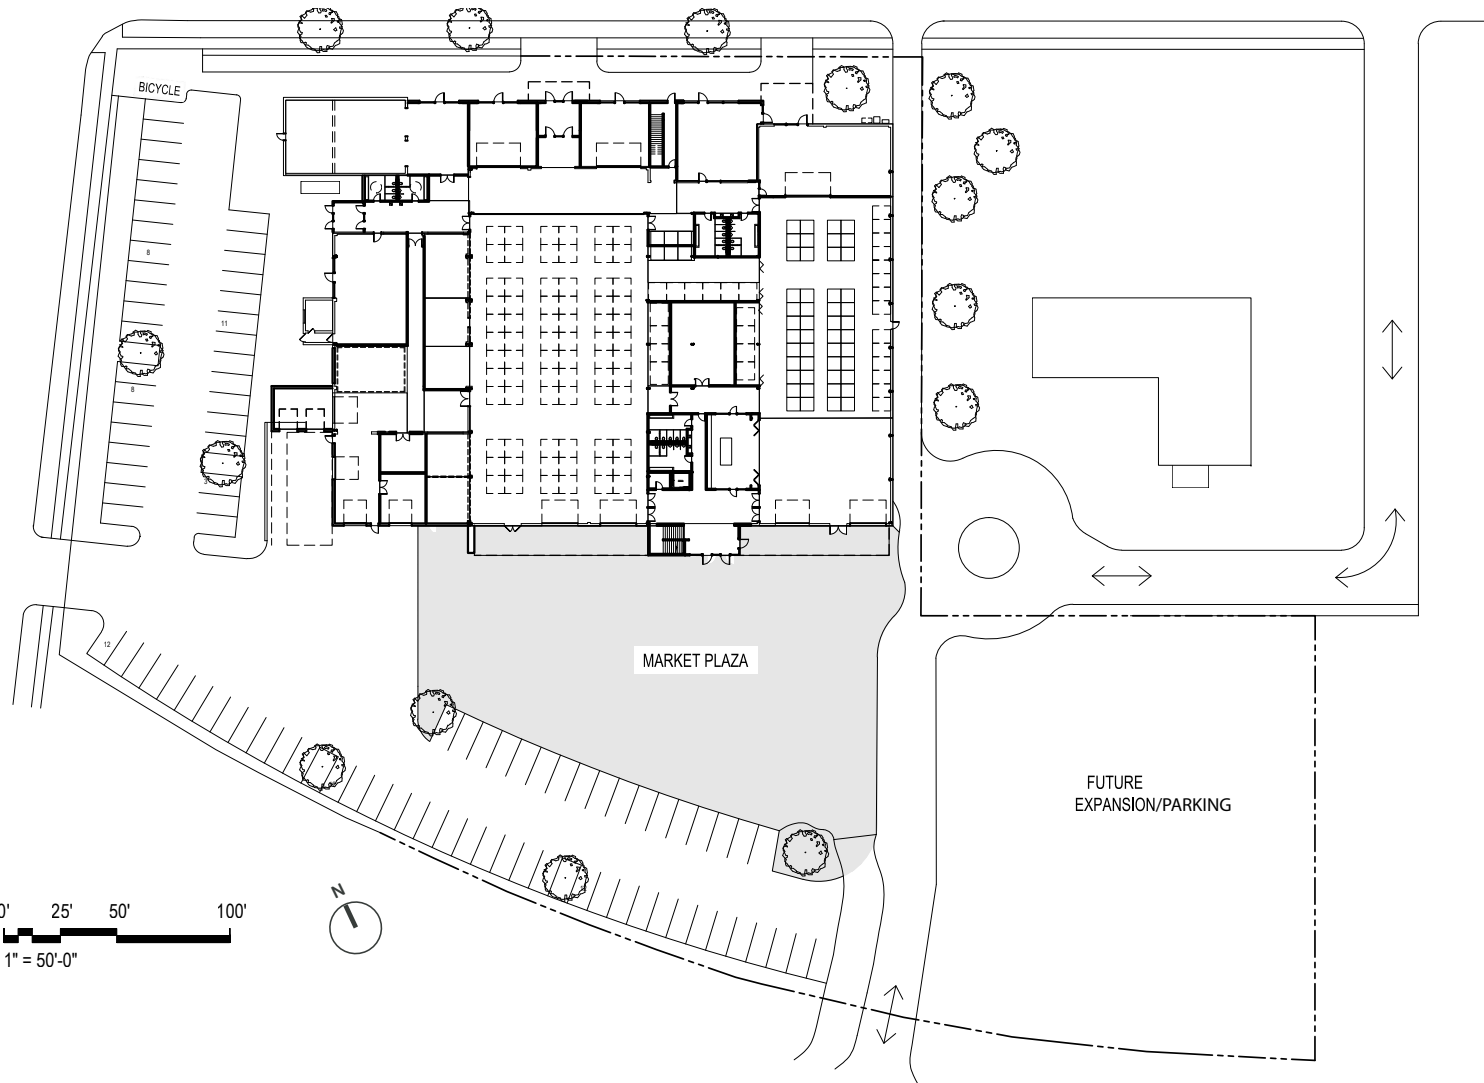 BICYCLE
8
11
8
12
MARKET PLAZA
FUTURE
EXPANSION/PARKING
N
0' 25' 50' 100'
1" = 50'-0"